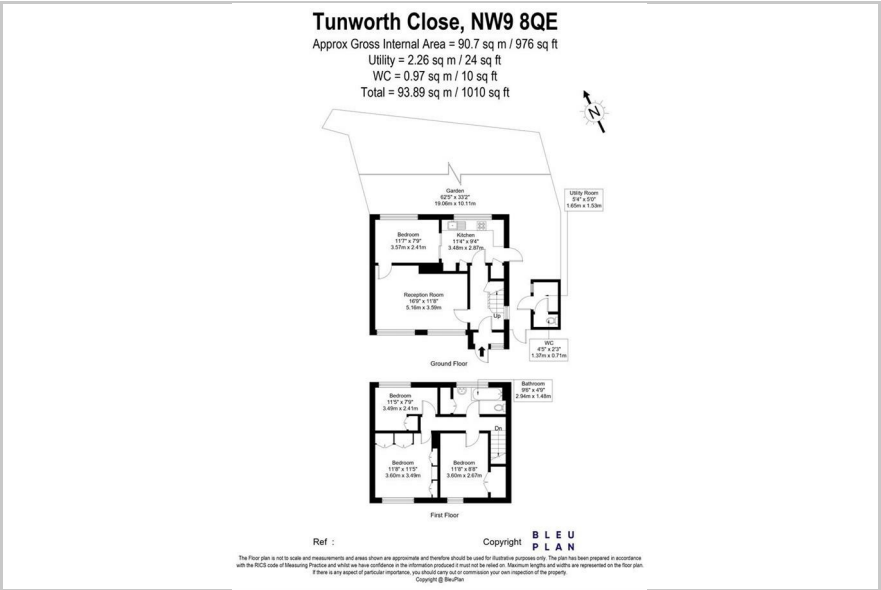 Tunworth Close, NW9 8QE
Approx Gross Internal Area = 90.7 sq m / 976 sq ft
Utility = 2.26 sq m / 24 sq ft
WC = 0.97 sq m / 10 sq ft
Total = 93.89 sq m / 1010 sq ft
N
Garden
62'5" x 33'2"
19.06m x 10.11m
Utility Room
5'4" x 5'0"
1.65m x 1.53m
Bedroom
11'7" x 7'9"
3.57m x 2.41m
Kitchen
11'4" x 9'4"
3.48m x 2.87m
Reception Room
16'9" x 11'8"
5.16m x 3.59m
Up
WC
4'5" x 2'3"
1.37m x 0.71m
Ground Floor
Bathroom
9'6" x 4'9"
2.94m x 1.48m
Bedroom
11'5" x 7'9"
3.49m x 2.41m
Dn
Bedroom
11'8" x 11'5"
3.60m x 3.49m
Bedroom
11'8" x 8'8"
3.60m x 2.67m
First Floor
Ref :
Copyright
BLEU
PLAN
The Floor plan is not to scale and measurements and areas shown are approximate and therefore should be used for illustrative purposes only. The plan has been prepared in accordance
with the RICS code of Measuring Practice and whilst we have confidence in the information produced it must not be relied on. Maximum lengths and widths are represented on the floor plan.
If there is any aspect of particular importance, you should carry out or commission your own inspection of the property.
Copyright @ BleuPlan